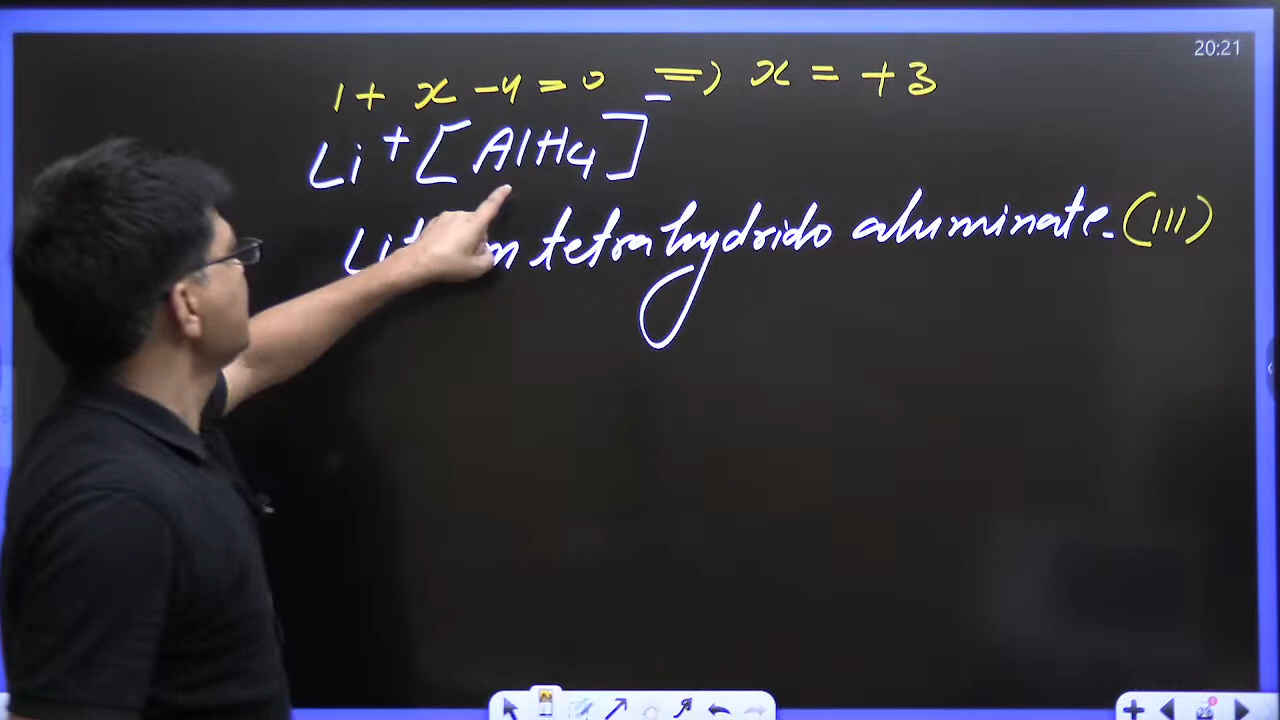 20:21
1 + x - 4 = 0 => x = +3
Li+ [AlH4]-
tetrahydrido aluminate. (III)